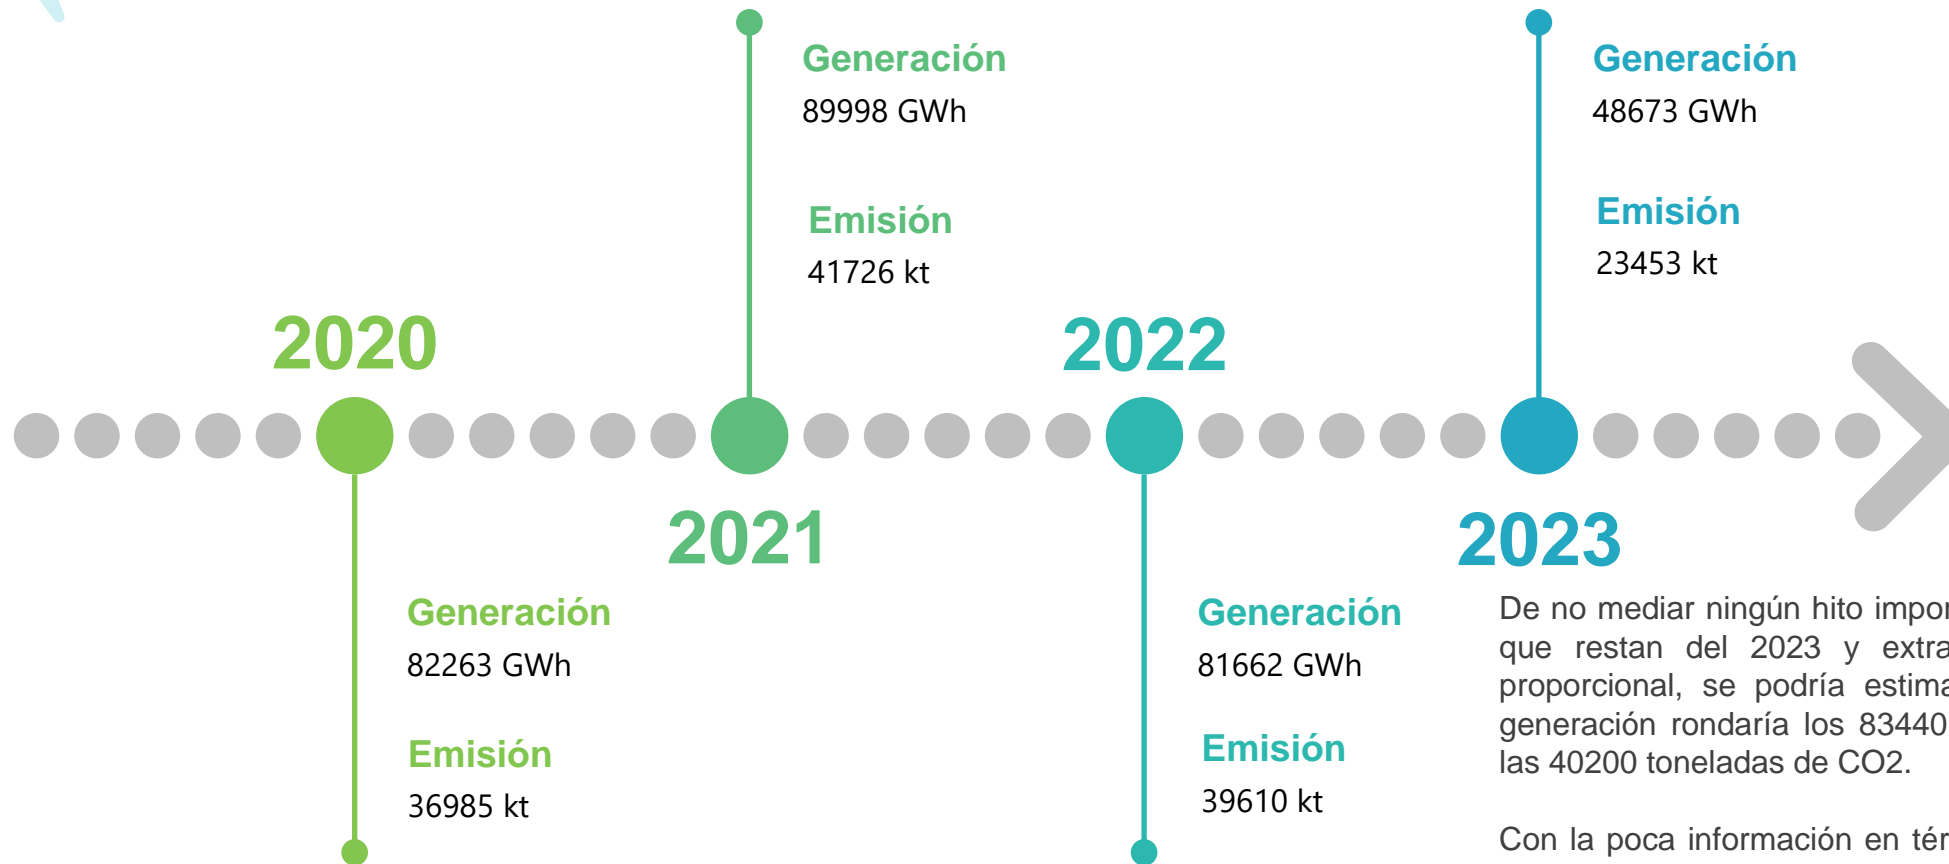 2020
Generación
82263 GWh
Emisión
36985 kt
2021
Generación
89998 GWh
Emisión
41726 kt
2022
Generación
81662 GWh
Emisión
39610 kt
2023
Generación
48673 GWh
Emisión
23453 kt
De no mediar ningún hito
que restan del 2023 y
proporcional, se podría
generación rondaría los 83440
las 40200 toneladas de CO2.
Con la poca información en